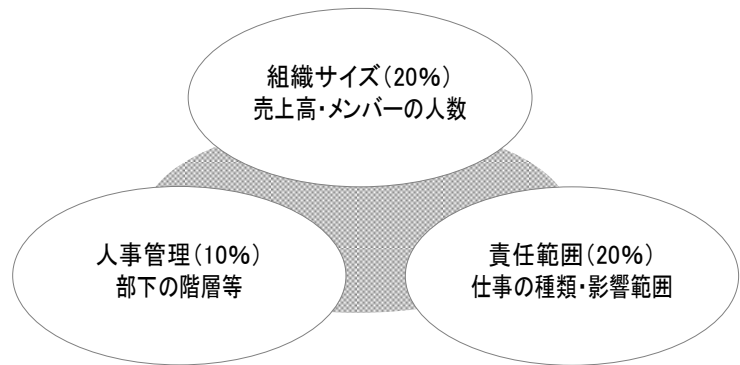 組織サイズ(20%)
売上高・メンバーの人数
人事管理(10%)
部下の階層等
責任範囲(20%)
仕事の種類・影響範囲